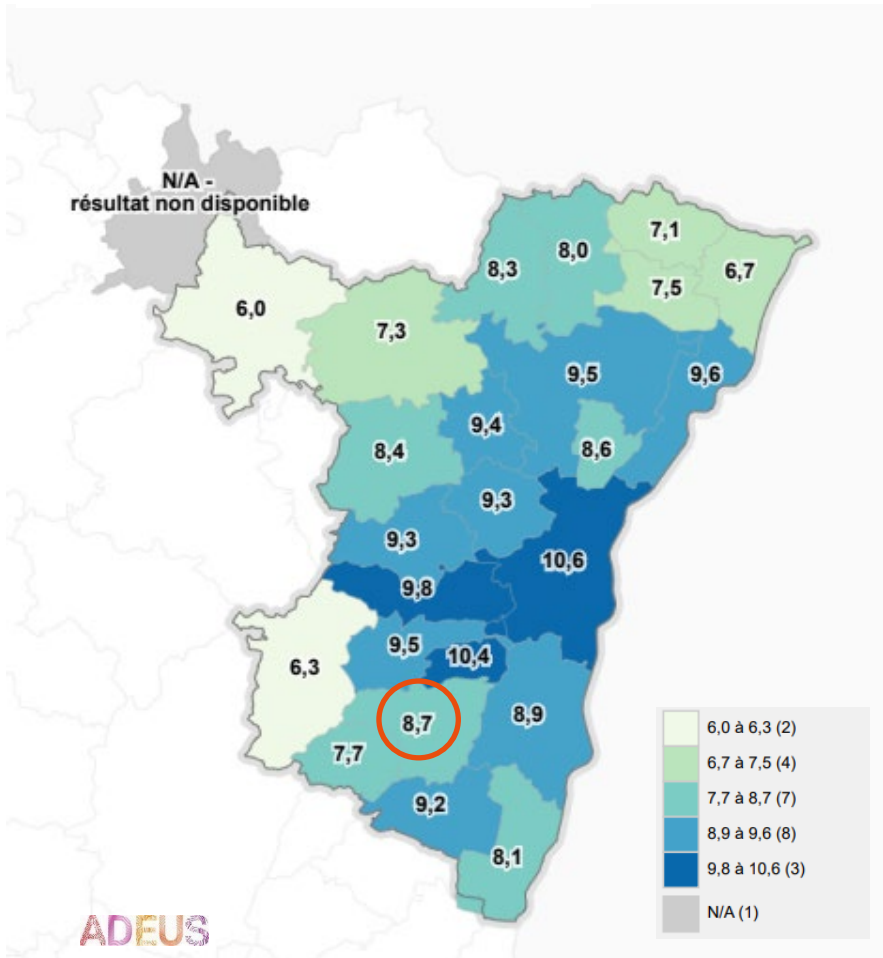 N/A -
résultat non disponible
7,1
8,0
8,3
6,7
7,5
6,0
7,3
9,5
9,6
9,4
8,4
8,6
9,3
9,3
10,6
9,8
9,5
10,4
6,3
8,7
8,9
7,7
9,2
8,1
6,0 à 6,3 (2)
6,7 à 7,5 (4)
7,7 à 8,7 (7)
8,9 à 9,6 (8)
9,8 à 10,6 (3)
N/A (1)
ADEUS